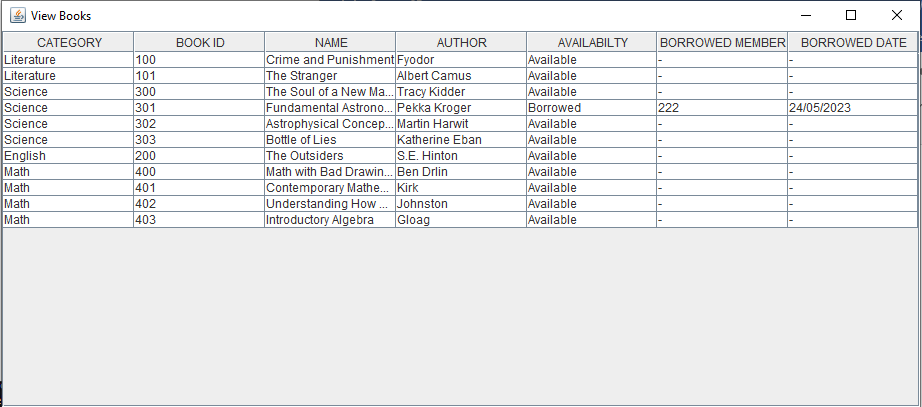 View Books
CATEGORY BOOK ID NAME AUTHOR AVAILABILTY BORROWED MEMBER BORROWED DATE
Literature 100 Crime and Punishment Fyodor Available - -
Literature 101 The Stranger Albert Camus Available - -
Science 300 The Soul of a New Ma... Tracy Kidder Available - -
Science 301 Fundamental Astrono... Pekka Kroger Borrowed 222 24/05/2023
Science 302 Astrophysical Concep... Martin Harwit Available - -
Science 303 Bottle of Lies Katherine Eban Available - -
English 200 The Outsiders S.E. Hinton Available - -
Math 400 Math with Bad Drawin... Ben Drlin Available - -
Math 401 Contemporary Mathe... Kirk Available - -
Math 402 Understanding How ... Johnston Available - -
Math 403 Introductory Algebra Gloag Available - -